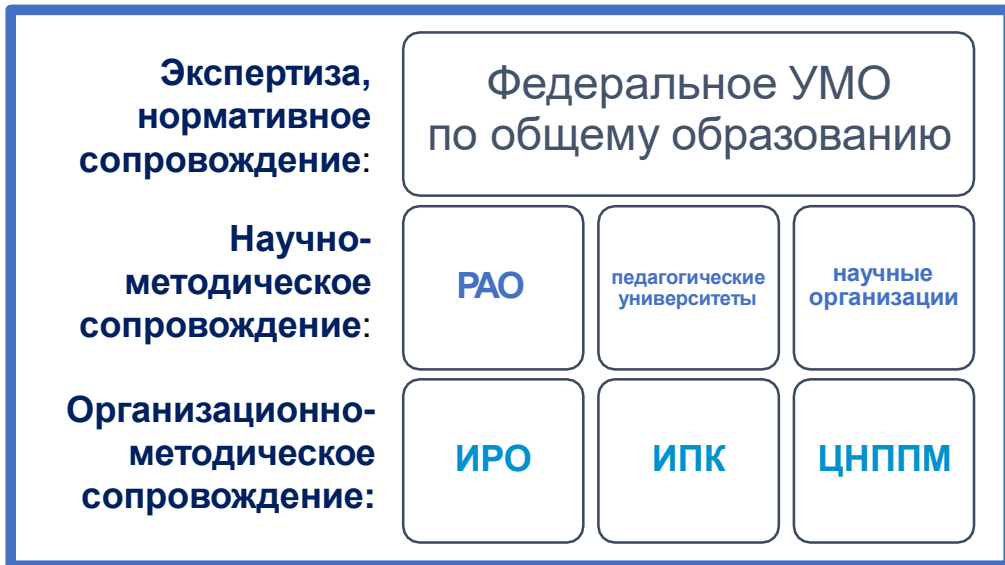 Экспертиза,
нормативное
сопровождение:
Федеральное УМО
по общему образованию
Научно-
методическое
сопровождение:
РАО
педагогические
университеты
научные
организации
Организационно-
методическое
сопровождение:
ИРО
ИПК
ЦНППМ